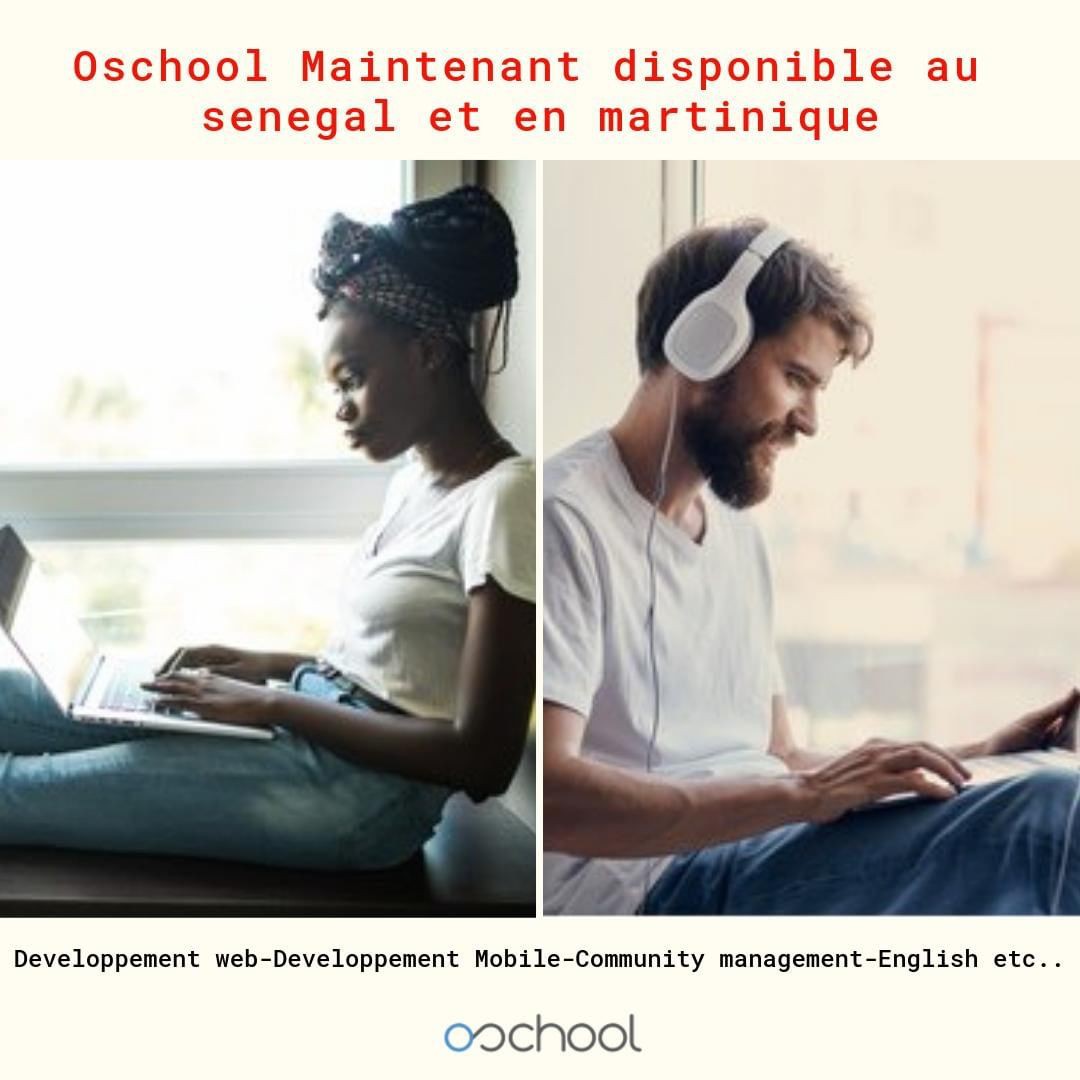 Oschool Maintenant disponible au
senegal et en martinique
Developpement web-Developpement Mobile-Community management-English etc..
oschool